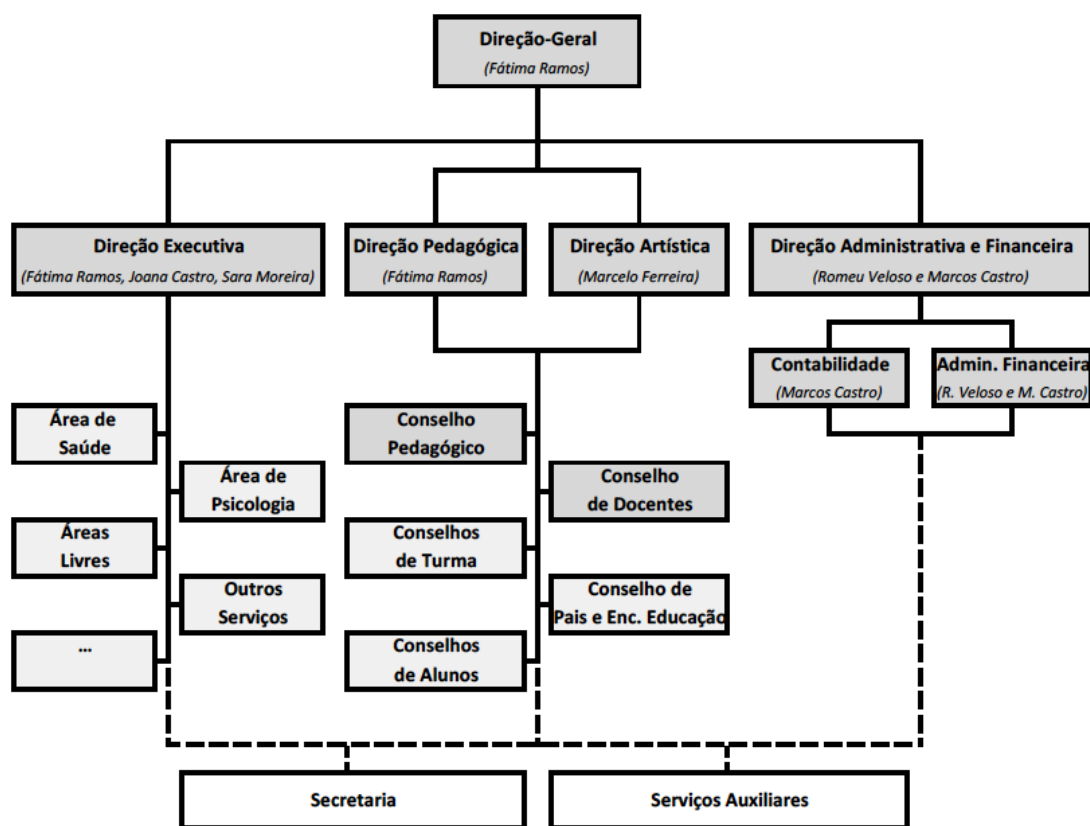 Direção-Geral
(Fátima Ramos)
Direção Executiva
(Fátima Ramos, Joana Castro, Sara Moreira)
Direção Pedagógica
(Fátima Ramos)
Direção Artística
(Marcelo Ferreira)
Direção Administrativa e Financeira
(Romeu Veloso e Marcos Castro)
Contabilidade
(Marcos Castro)
Admin. Financeira
(R. Veloso e M. Castro)
Área de
Saúde
Área de
Psicologia
Áreas
Livres
Outros
Serviços
...
Conselho
Pedagógico
Conselho
de Docentes
Conselhos
de Turma
Conselho de
Pais e Enc. Educação
Conselhos
de Alunos
Secretaria
Serviços Auxiliares